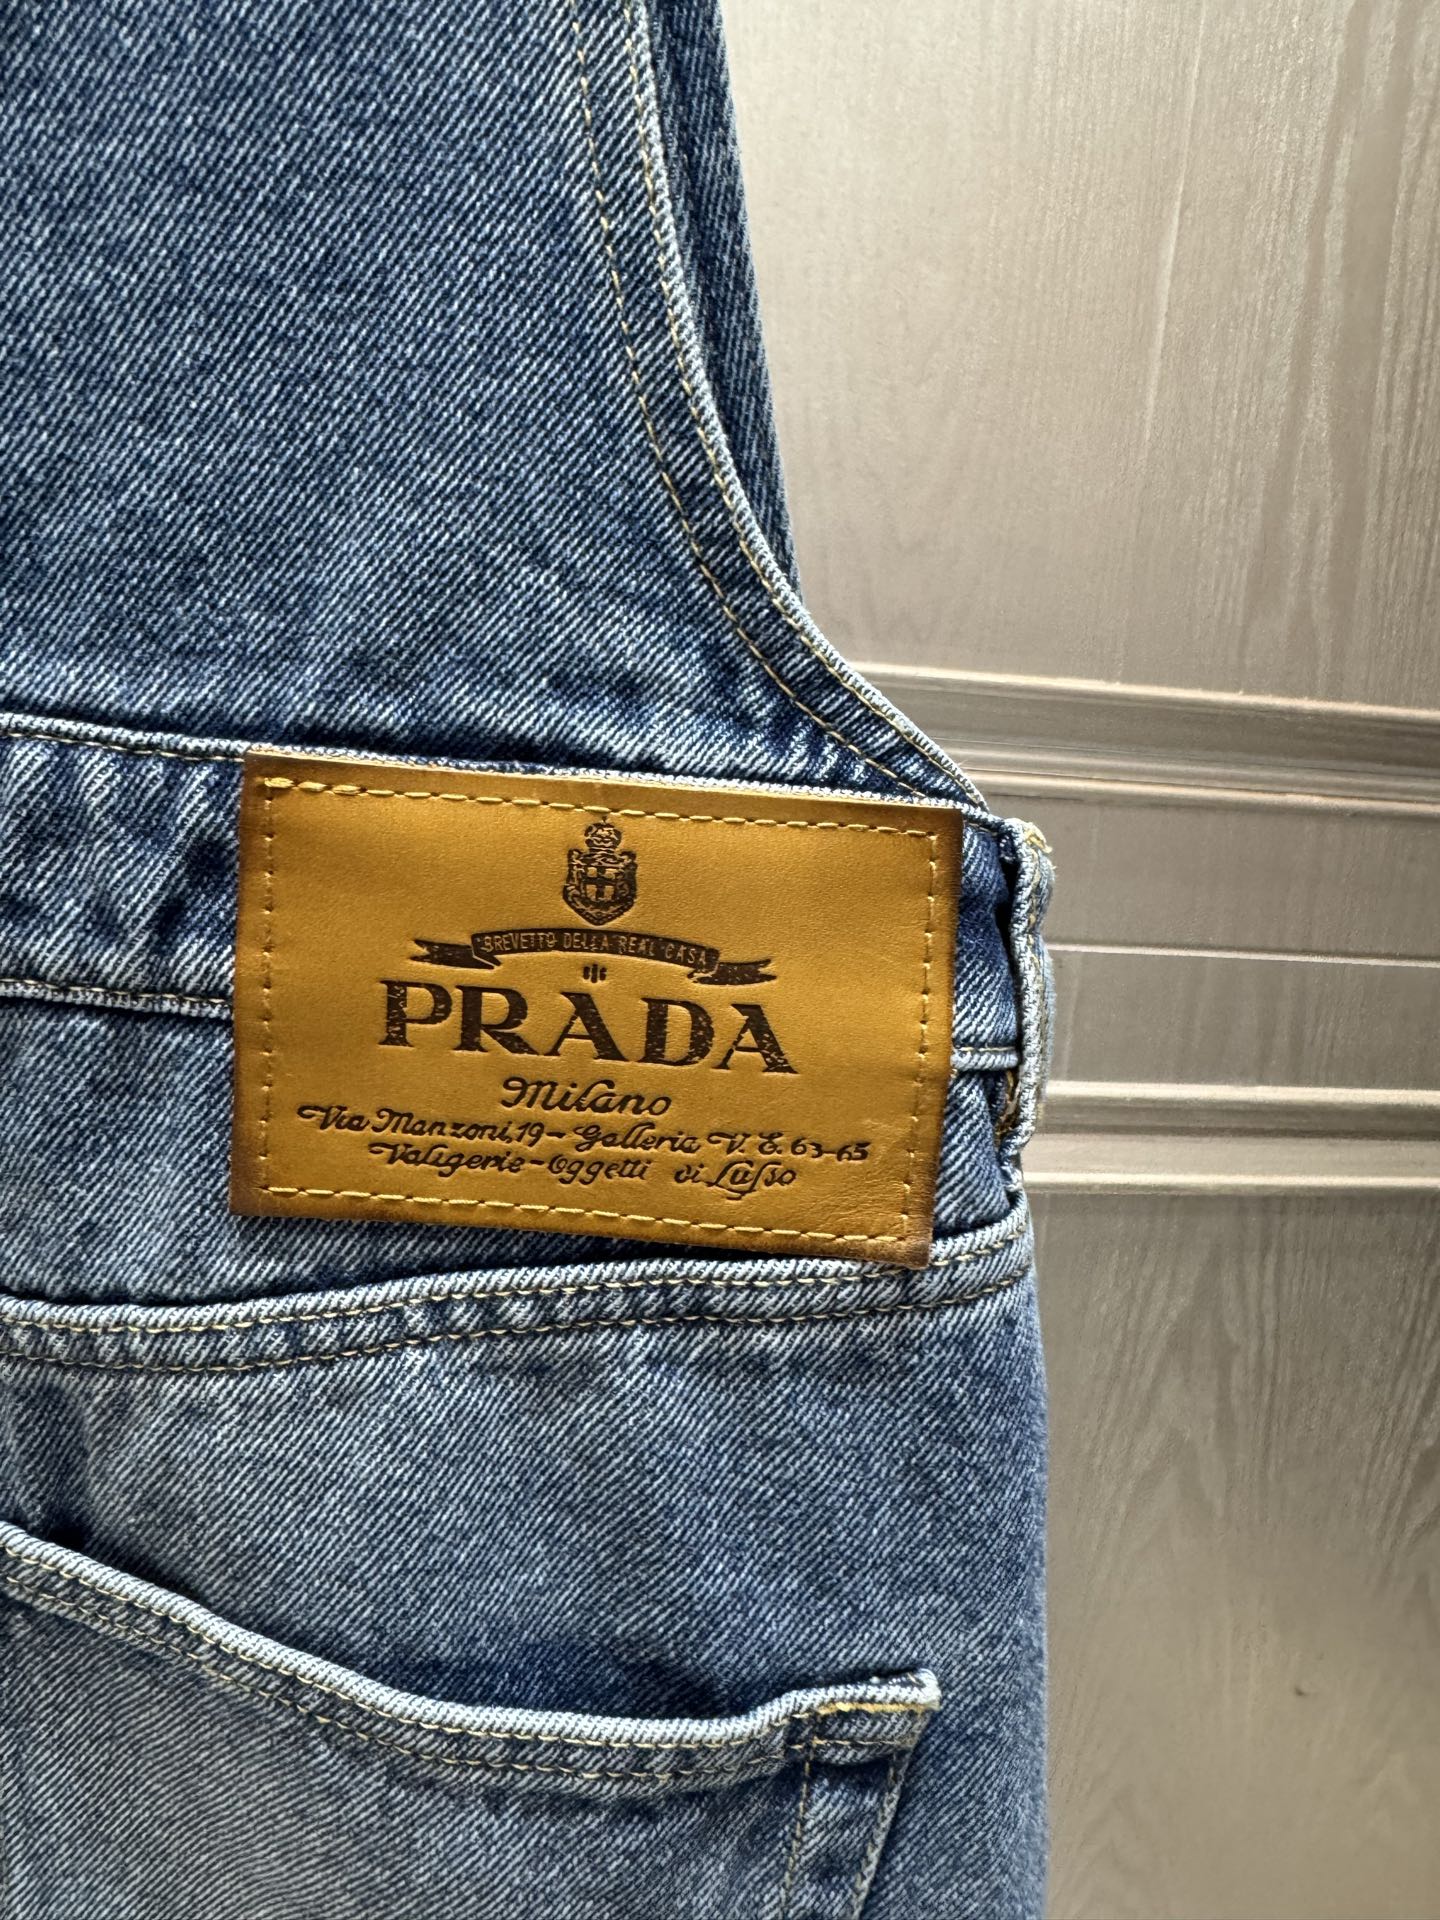 BREVETTO DELLA REAL CASA
PRADA
Milano
Via Manzoni, 19 - Galleria V. E. 63-65
Valigerie - Oggetti di Lusso